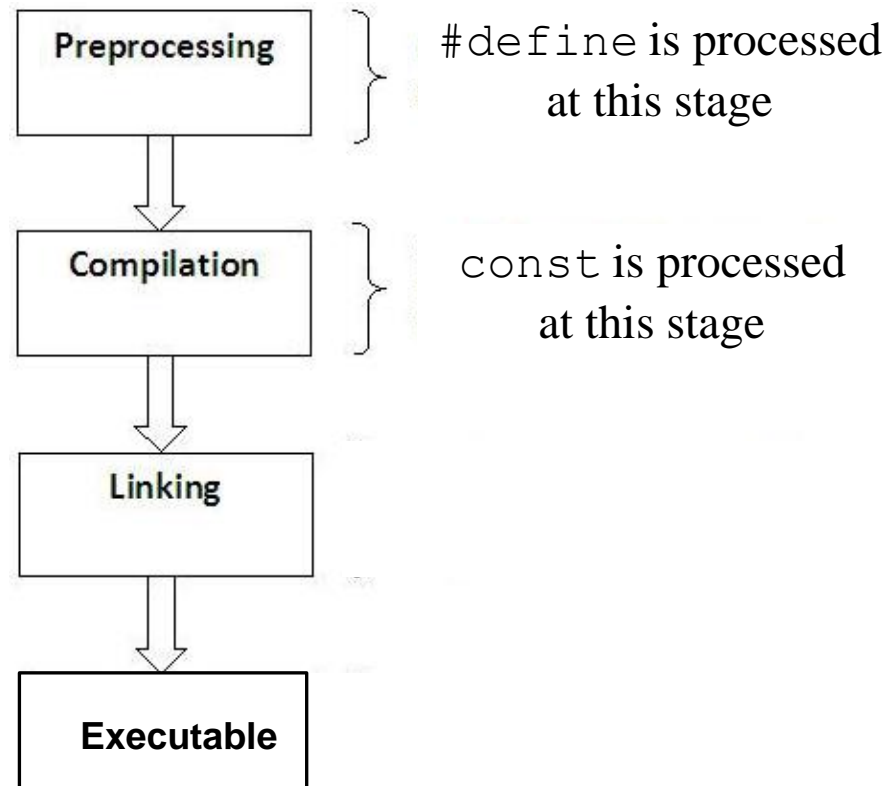 Preprocessing
#define is processed
at this stage
Compilation
const is processed
at this stage
Linking
Executable